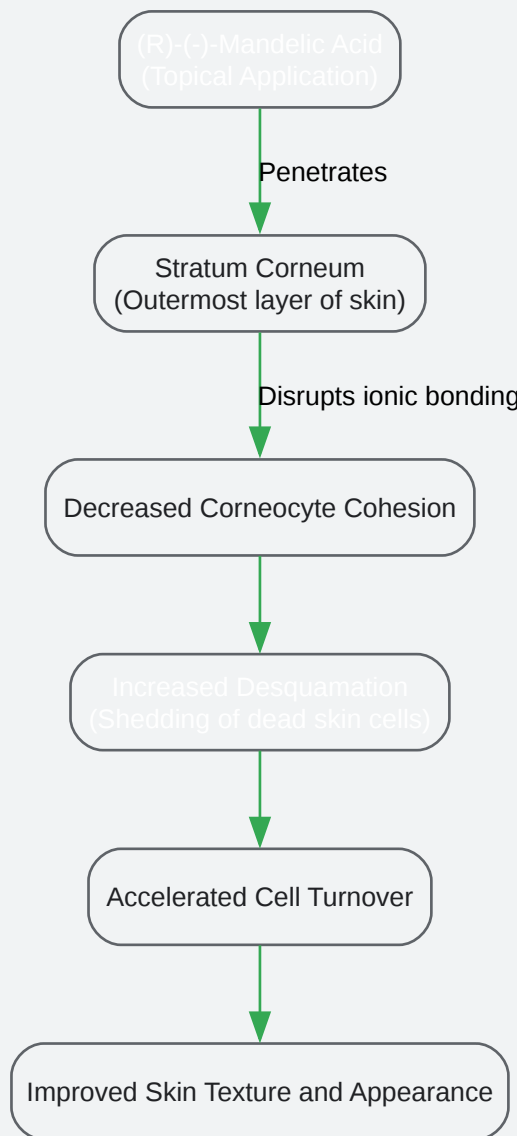 (R)-(-)-Mandelic Acid
(Topical Application)
Penetrates
Stratum Corneum
(Outermost layer of skin)
Disrupts ionic bonding
Decreased Corneocyte Cohesion
Increased Desquamation
(Shedding of dead skin cells)
Accelerated Cell Turnover
Improved Skin Texture and Appearance